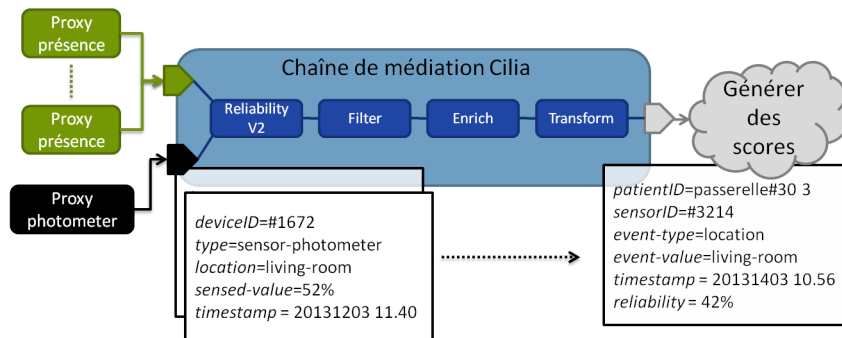 Proxy
présence
Proxy
présence
Proxy
photometer
Chaîne de médiation Cilia
Reliability
V2
Filter
Enrich
Transform
Générer
des
scores
deviceID=#1672
type=sensor-photometer
location=living-room
sensed-value=52%
timestamp = 20131203 11.40
patientID=passerelle#30 3
sensorID=#3214
event-type=location
event-value=living-room
timestamp = 20131403 10.56
reliability = 42%